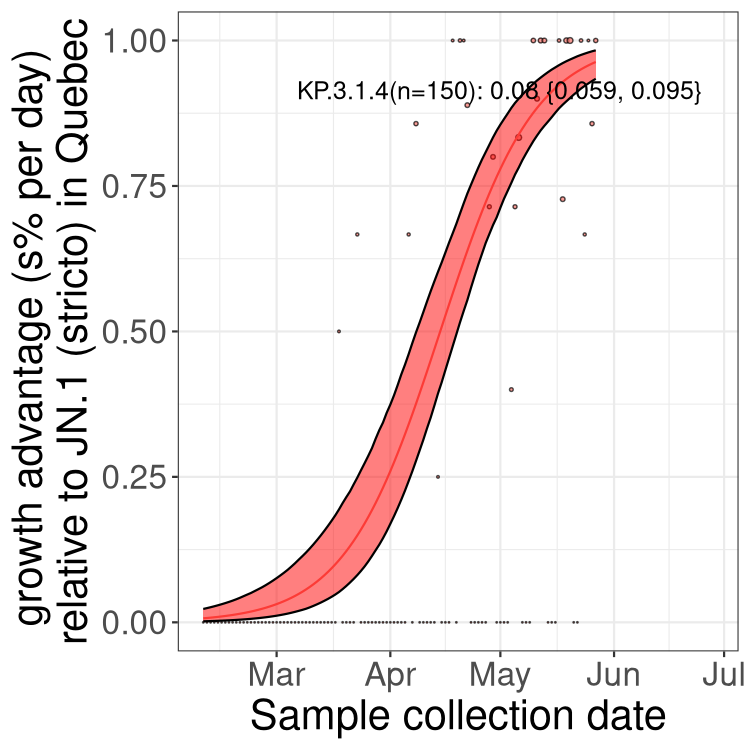 growth advantage (s% per day)
relative to JN.1 (stricto) in Quebec
1.00
0.75
0.50
0.25
0.00
KP.3.1.4(n=150): 0.08 {0.059, 0.095}
Mar Apr May Jun Jul
Sample collection date